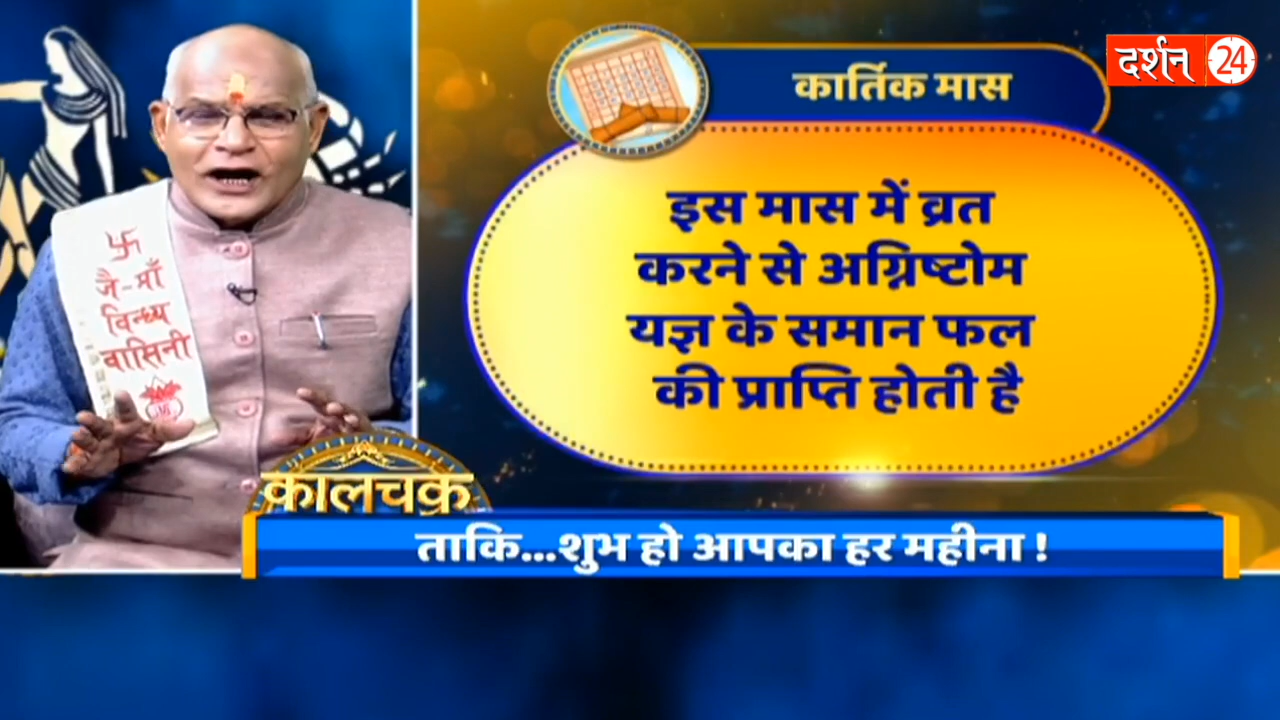 दर्शन 24
कार्तिक मास
इस मास में व्रत
करने से अग्निष्टोम
यज्ञ के समान फल
की प्राप्ति होती है
जै-माँ
विन्ध्य
वासिनी
कालचक्र
ताकि...शुभ हो आपका हर महीना !